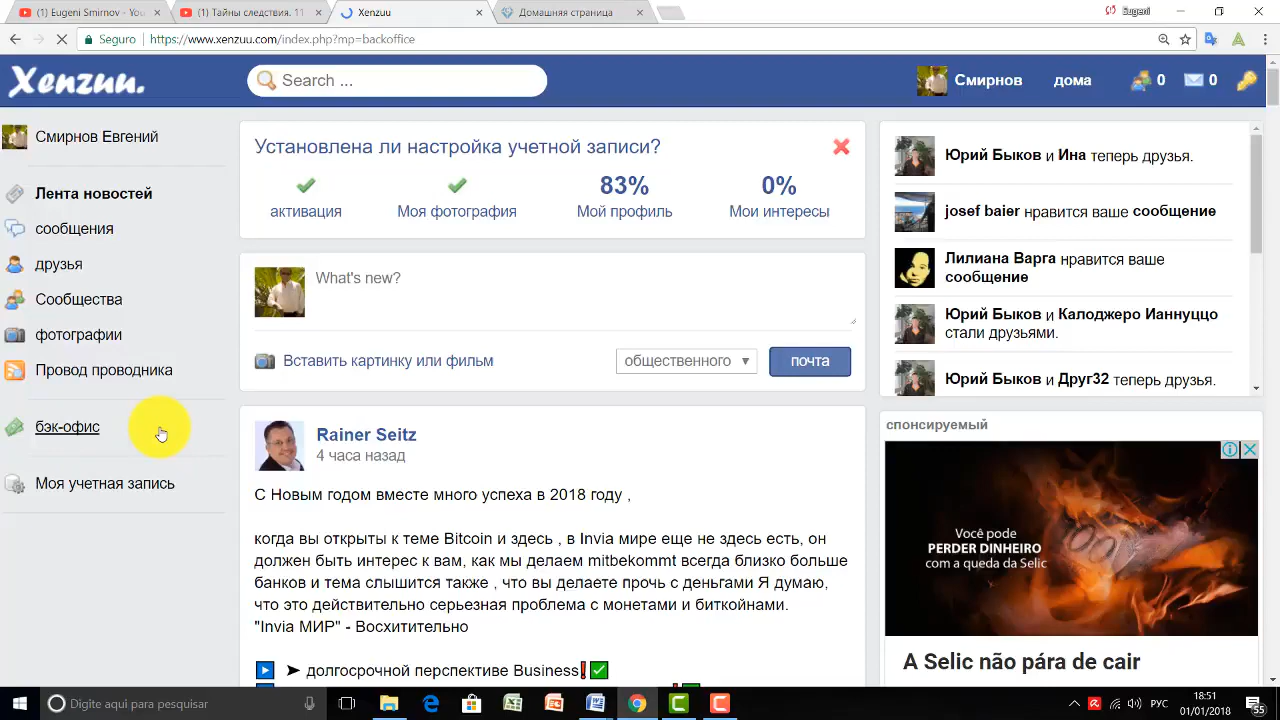 (1) Eugeni Smirnov - You
(1) Тайны следствия. 11
Xenzuu
Домашняя страница
Eugexi
Seguro
https://www.xenzuu.com/index.php?mp=backoffice
Xenzuu.
Search ...
Смирнов
дома
0
0
Смирнов Евгений
Лента новостей
сообщения
друзья
Сообщества
фотографии
Провод проводника
бэк-офис
Моя учетная запись
Установлена ли настройка учетной записи?
83%
0%
активация
Моя фотография
Мой профиль
Мои интересы
What's new?
Вставить картинку или фильм
общественного
почта
Rainer Seitz
4 часа назад
С Новым годом вместе много успеха в 2018 году ,
когда вы открыты к теме Bitcoin и здесь , в Invia мире еще не здесь есть, он
должен быть интерес к вам, как мы делаем mitbekommt всегда близко больше
банков и тема слышится также , что вы делаете прочь с деньгами Я думаю,
что это действительно серьезная проблема с монетами и биткойнами.
"Invia МИР" - Восхитительно
➤ долгосрочной перспективе Business❗✅
Юрий Быков и Ина теперь друзья.
josef baier нравится ваше сообщение
Лилиана Варга нравится ваше
сообщение
Юрий Быков и Калоджеро Ианнуццо
стали друзьями.
Юрий Быков и Друг32 теперь друзья.
спонсируемый
Você pode
PERDER DINHEIRO
com a queda da Selic
A Selic não pára de cair
Digite aqui para pesquisar
РУС
18:51
01/01/2018
55